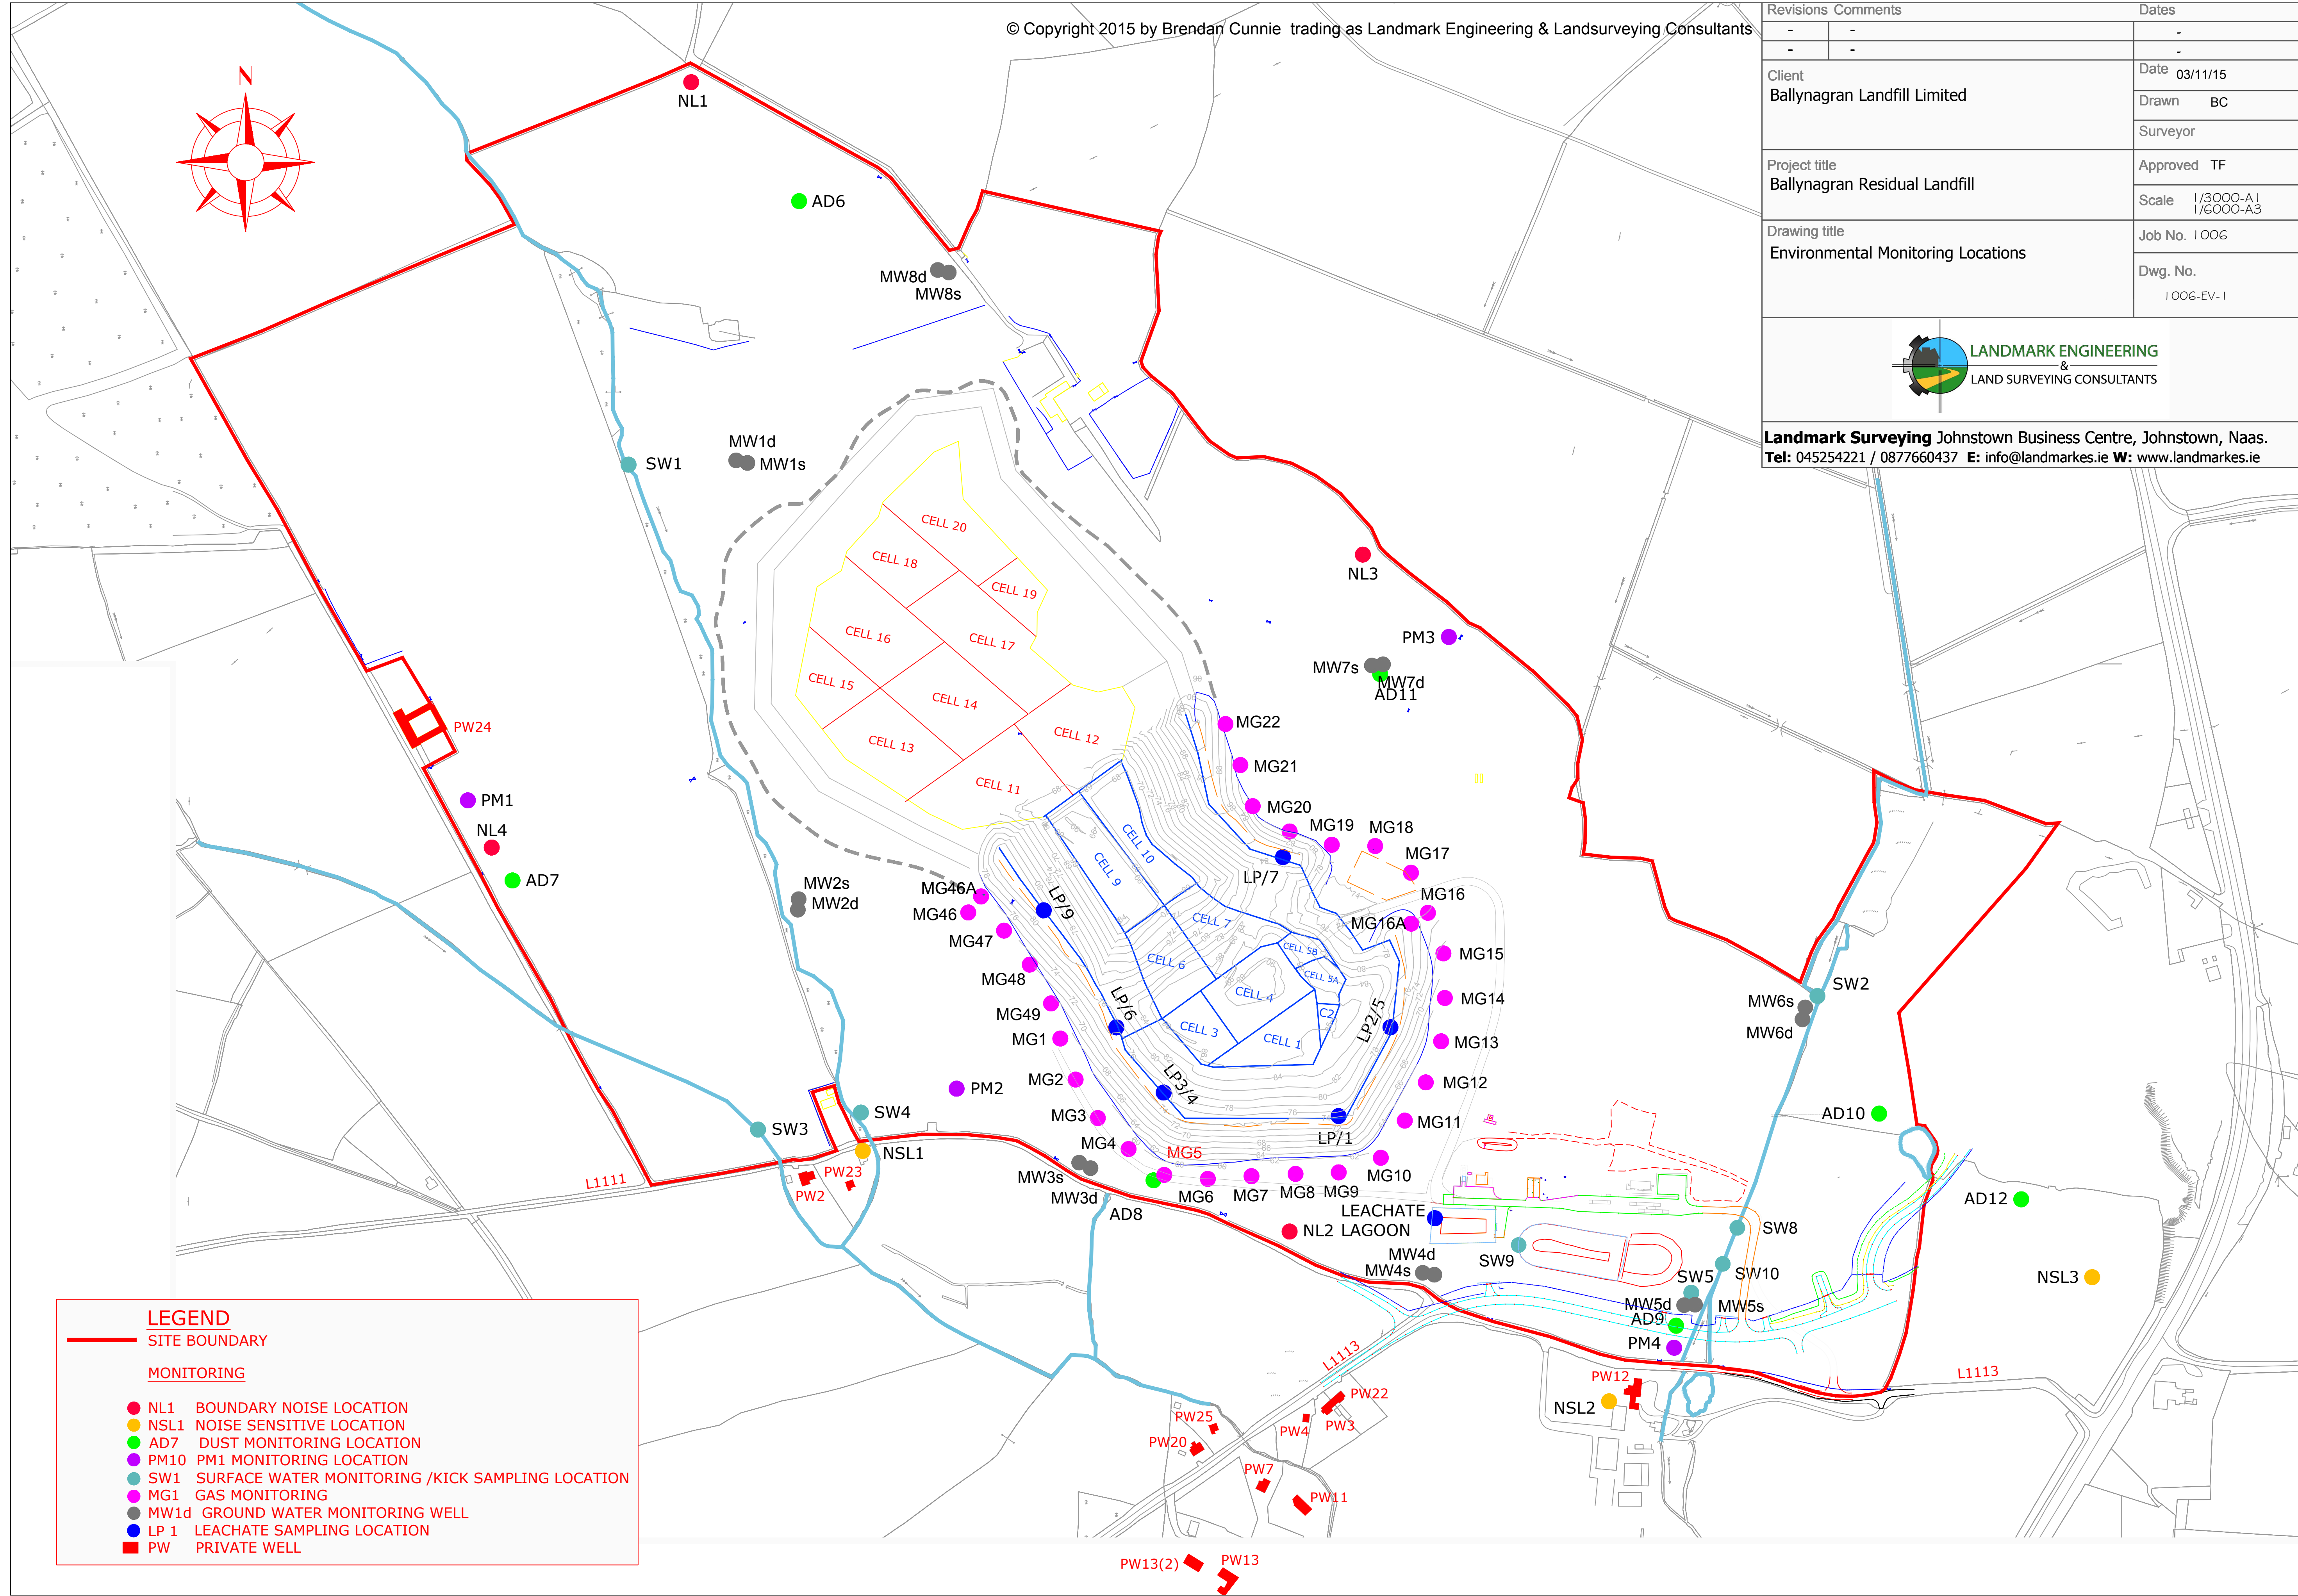 © Copyright 2015 by Brendan Cunnie trading as Landmark Engineering & Landsurveying Consultants
Revisions Comments Dates
- - -
- - -
Client
Ballynagran Landfill Limited
Date 03/11/15
Drawn BC
Surveyor
Project title
Ballynagran Residual Landfill
Approved TF
Scale 1/3000-A1
1/6000-A3
Drawing title
Environmental Monitoring Locations
Job No. 1006
Dwg. No.
1006-EV-1
LANDMARK ENGINEERING
&
LAND SURVEYING CONSULTANTS
Landmark Surveying Johnstown Business Centre, Johnstown, Naas.
Tel: 045254221 / 0877660437 E: info@landmarkes.ie W: www.landmarkes.ie
N
NL1
AD6
MW8d
MW8s
MW1d
SW1
MW1s
CELL 20
CELL 18
CELL 19
CELL 16
CELL 17
CELL 15
CELL 14
CELL 13
CELL 12
CELL 11
NL3
PM3
MW7s
MW7d
AD11
PW24
PM1
NL4
AD7
MG22
MG21
MG20
MG19
MG18
MG17
MG16
MG16A
MG15
MG14
MG13
MG12
MG11
MG10
MW2s
MW2d
MG46A
MG46
MG47
MG48
MG49
MG1
MG2
MG3
MG4
MG5
MG6
MG7
MG8
MG9
LP/9
LP/7
LP/6
LP2/5
LP3/4
LP/1
CELL 10
CELL 9
CELL 7
CELL 6
CELL 5B
CELL 5A
CELL 4
C2
CELL 3
CELL 1
SW2
MW6s
MW6d
AD10
PM2
SW4
SW3
NSL1
PW23
PW2
L1111
MW3s
MW3d
AD8
LEACHATE
LAGOON
NL2
MW4d
MW4s
SW9
SW8
SW10
SW5
MW5d
MW5s
AD9
PM4
AD12
NSL3
L1113
L1113
PW12
NSL2
PW22
PW3
PW4
PW25
PW20
PW7
PW11
PW13(2)
PW13
LEGEND
SITE BOUNDARY
MONITORING
NL1 BOUNDARY NOISE LOCATION
NSL1 NOISE SENSITIVE LOCATION
AD7 DUST MONITORING LOCATION
PM10 PM1 MONITORING LOCATION
SW1 SURFACE WATER MONITORING /KICK SAMPLING LOCATION
MG1 GAS MONITORING
MW1d GROUND WATER MONITORING WELL
LP 1 LEACHATE SAMPLING LOCATION
PW PRIVATE WELL